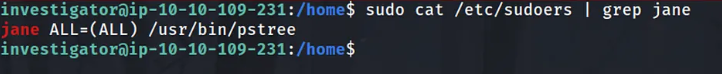 investigator@ip-10-10-109-231:/home$ sudo cat /etc/sudoers | grep jane
jane ALL=(ALL) /usr/bin/pstree
investigator@ip-10-10-109-231:/home$